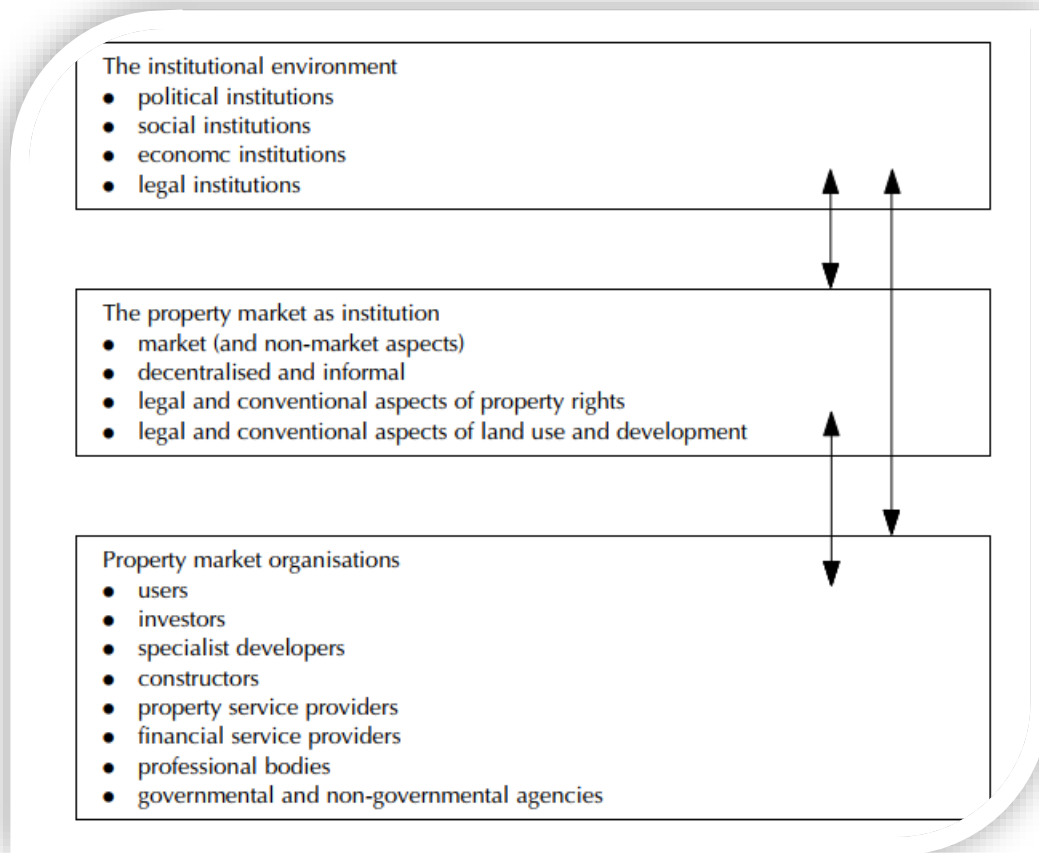 The institutional environment
● political institutions
● social institutions
● economc institutions
● legal institutions
The property market as institution
● market (and non-market aspects)
● decentralised and informal
● legal and conventional aspects of property rights
● legal and conventional aspects of land use and development
Property market organisations
● users
● investors
● specialist developers
● constructors
● property service providers
● financial service providers
● professional bodies
● governmental and non-governmental agencies